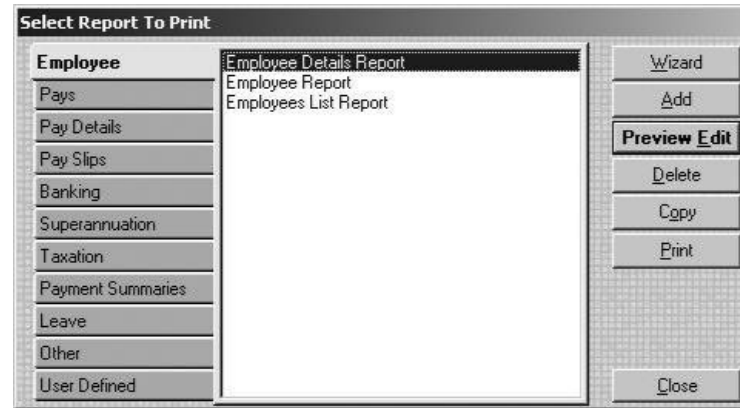 Select Report To Print
Employee
Pays
Pay Details
Pay Slips
Banking
Superannuation
Taxation
Payment Summaries
Leave
Other
User Defined
Employee Details Report
Employee Report
Employees List Report
Wizard
Add
Preview Edit
Delete
Copy
Print
Close